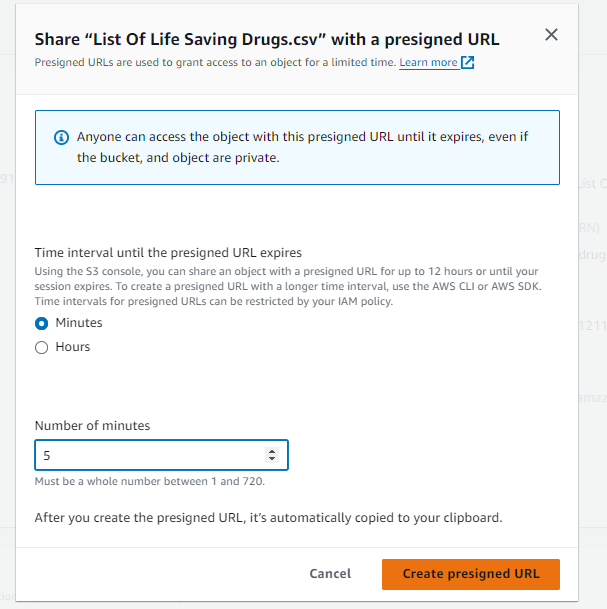 Share “List Of Life Saving Drugs.csv” with a presigned URL
Presigned URLs are used to grant access to an object for a limited time. Learn more
Anyone can access the object with this presigned URL until it expires, even if
the bucket, and object are private.
91
List O
RN)
drug
Time interval until the presigned URL expires
Using the S3 console, you can share an object with a presigned URL for up to 12 hours or until your
session expires. To create a presigned URL with a longer time interval, use the AWS CLI or AWS SDK.
Time intervals for presigned URLs can be restricted by your IAM policy.
Minutes
1211
Hours
amaz
Number of minutes
5
Must be a whole number between 1 and 720.
After you create the presigned URL, it’s automatically copied to your clipboard.
Cancel
Create presigned URL